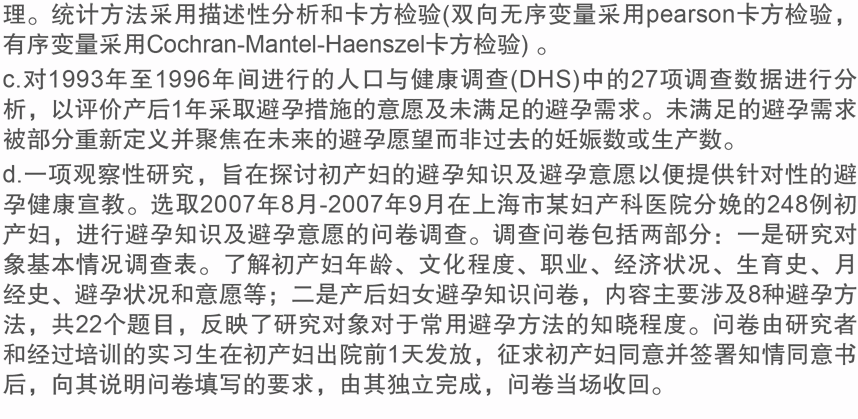 理。统计方法采用描述性分析和卡方检验(双向无序变量采用pearson卡方检验，
有序变量采用Cochran-Mantel-Haenszel卡方检验) 。
c.对1993年至1996年间进行的人口与健康调查(DHS)中的27项调查数据进行分
析，以评价产后1年采取避孕措施的意愿及未满足的避孕需求。未满足的避孕需求
被部分重新定义并聚焦在未来的避孕愿望而非过去的妊娠数或生产数。
d.一项观察性研究，旨在探讨初产妇的避孕知识及避孕意愿以便提供针对性的避
孕健康宣教。选取2007年8月-2007年9月在上海市某妇产科医院分娩的248例初
产妇，进行避孕知识及避孕意愿的问卷调查。调查问卷包括两部分：一是研究对
象基本情况调查表。了解初产妇年龄、文化程度、职业、经济状况、生育史、月
经史、避孕状况和意愿等；二是产后妇女避孕知识问卷，内容主要涉及8种避孕方
法，共22个题目，反映了研究对象对于常用避孕方法的知晓程度。问卷由研究者
和经过培训的实习生在初产妇出院前1天发放，征求初产妇同意并签署知情同意书
后，向其说明问卷填写的要求，由其独立完成，问卷当场收回。